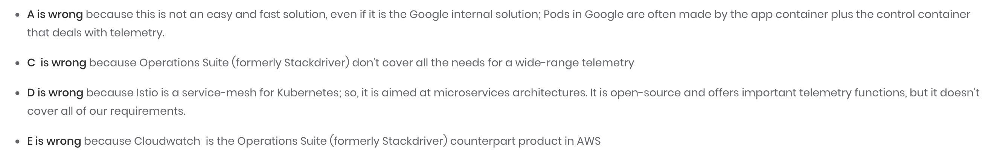 • A is wrong because this is not an easy and fast solution, even if it is the Google internal solution; Pods in Google are often made by the app container plus the control container
that deals with telemetry.
• C  is wrong because Operations Suite (formerly Stackdriver) don’t cover all the needs for a wide-range telemetry
• D is wrong because Istio is a service-mesh for Kubernetes; so, it is aimed at microservices architectures. It is open-source and offers important telemetry functions, but it doesn't
cover all of our requirements.
• E is wrong because Cloudwatch  is the Operations Suite (formerly Stackdriver) counterpart product in AWS